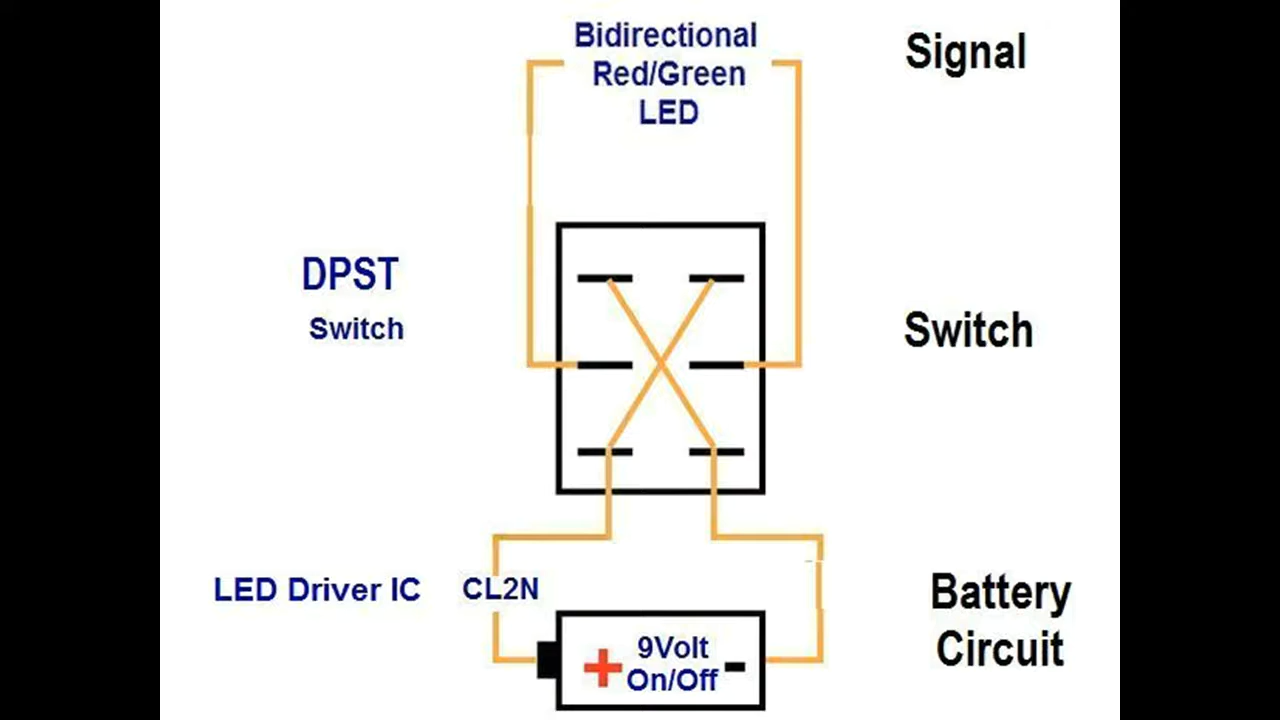 Bidirectional
Red/Green
LED
Signal
DPST
Switch
Switch
LED Driver IC
CL2N
Battery
Circuit
+ 9Volt -
On/Off